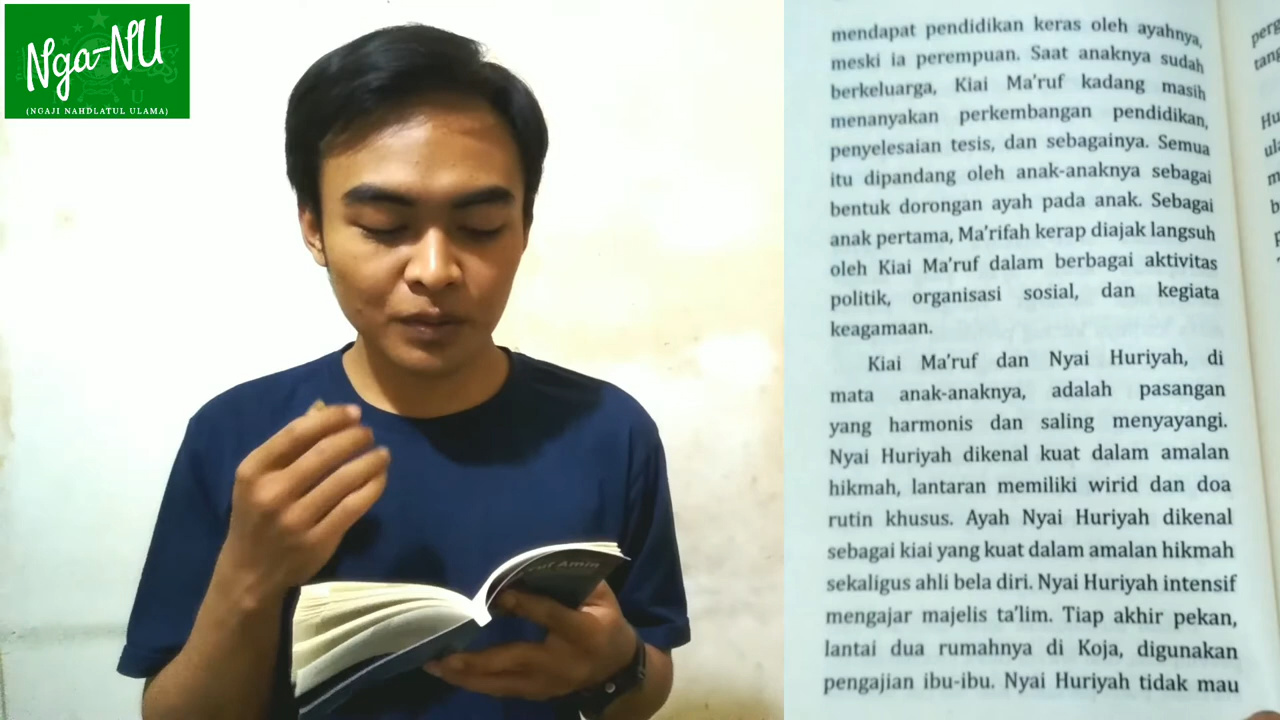 Nga-NU
(NGAJI NAHDLATUL ULAMA)
ruf Amin
mendapat pendidikan keras oleh ayahnya,
meski ia perempuan. Saat anaknya sudah
berkeluarga, Kiai Ma'ruf kadang masih
menanyakan perkembangan pendidikan,
penyelesaian tesis, dan sebagainya. Semua
itu dipandang oleh anak-anaknya sebagai
bentuk dorongan ayah pada anak. Sebagai
anak pertama, Ma'rifah kerap diajak langsuh
oleh Kiai Ma'ruf dalam berbagai aktivitas
politik, organisasi sosial, dan kegiata
keagamaan.
Kiai Ma'ruf dan Nyai Huriyah, di
mata anak-anaknya, adalah pasangan
yang harmonis dan saling menyayangi.
Nyai Huriyah dikenal kuat dalam amalan
hikmah, lantaran memiliki wirid dan doa
rutin khusus. Ayah Nyai Huriyah dikenal
sebagai kiai yang kuat dalam amalan hikmah
sekaligus ahli bela diri. Nyai Huriyah intensif
mengajar majelis ta'lim. Tiap akhir pekan,
lantai dua rumahnya di Koja, digunakan
pengajian ibu-ibu. Nyai Huriyah tidak mau